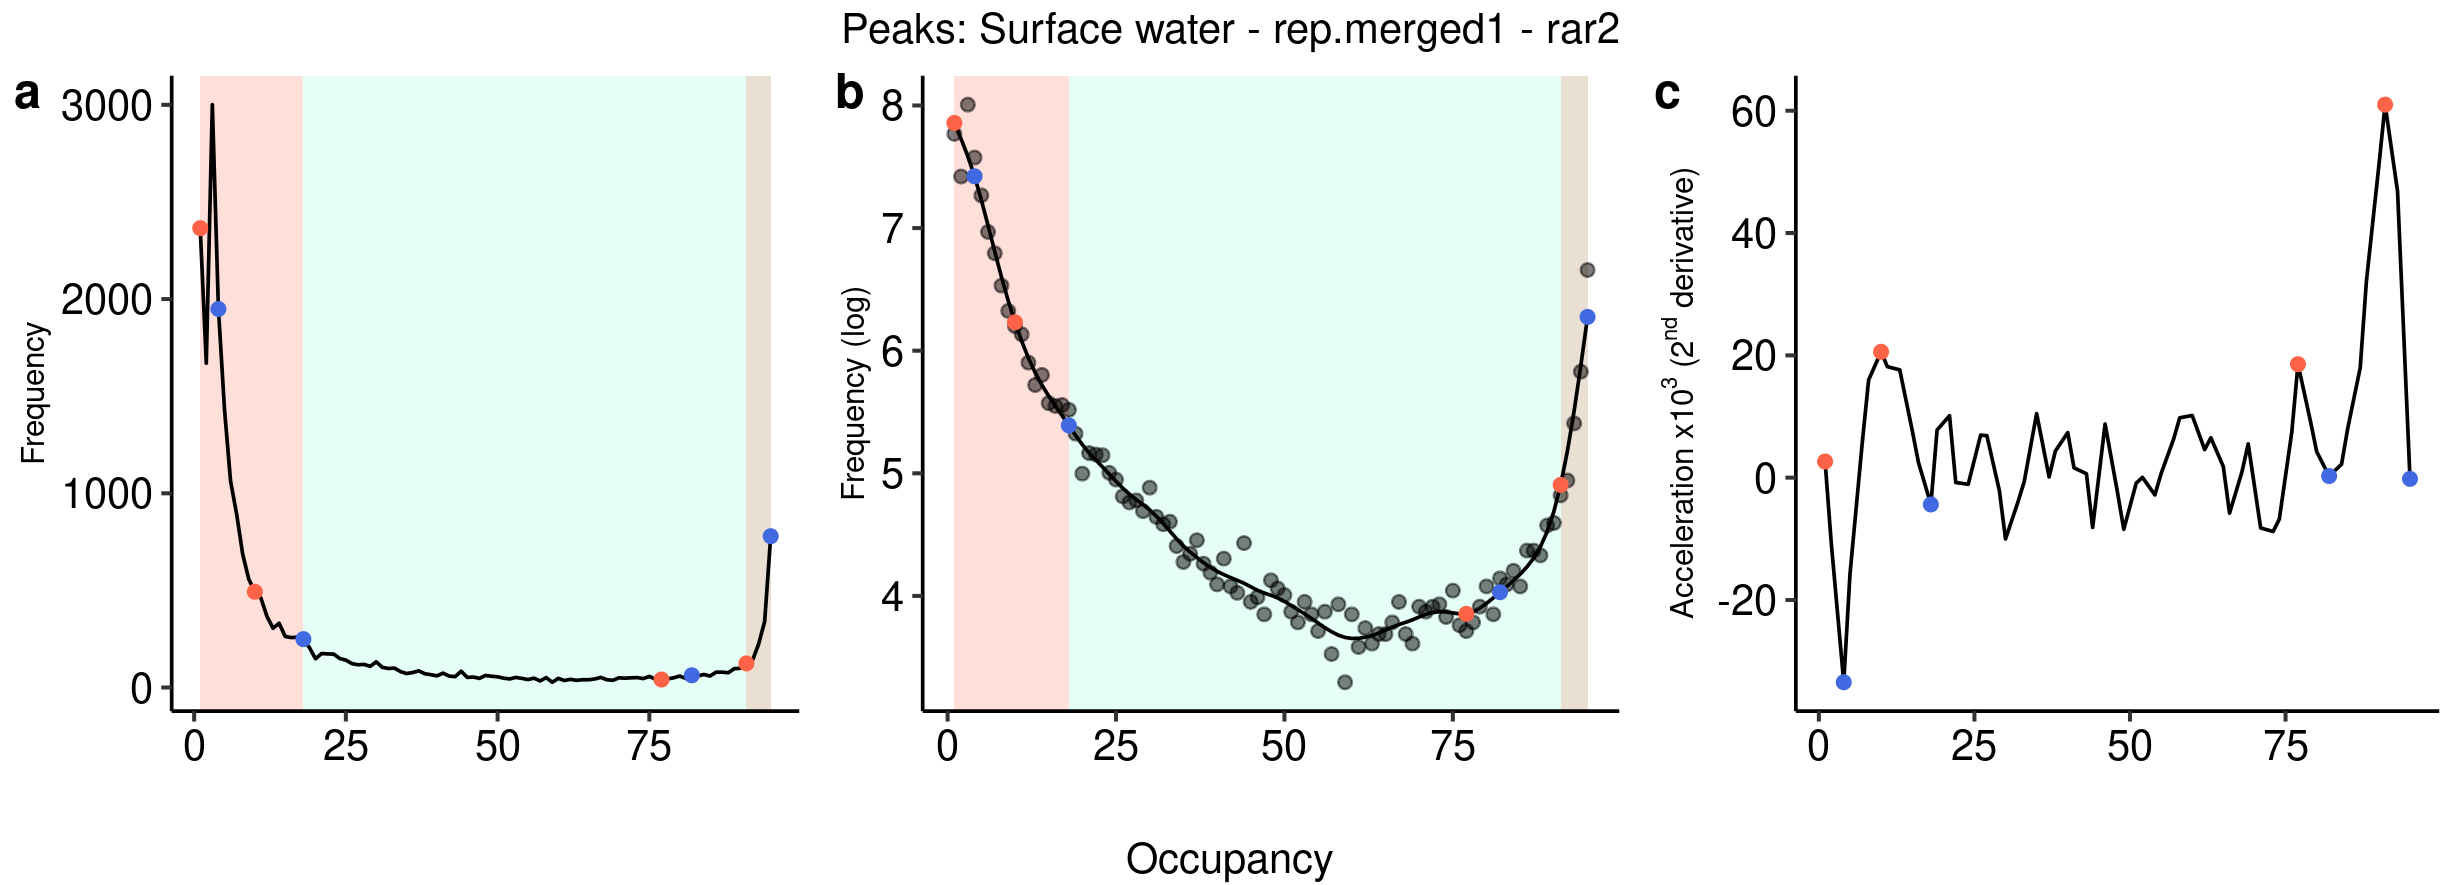 Peaks: Surface water - rep.merged1 - rar2
a
3000
2000
1000
0
Frequency
0 25 50 75
b
8
7
6
5
4
Frequency (log)
0 25 50 75
c
60
40
20
0
-20
Acceleration x10³ (2ⁿᵈ derivative)
0 25 50 75
Occupancy